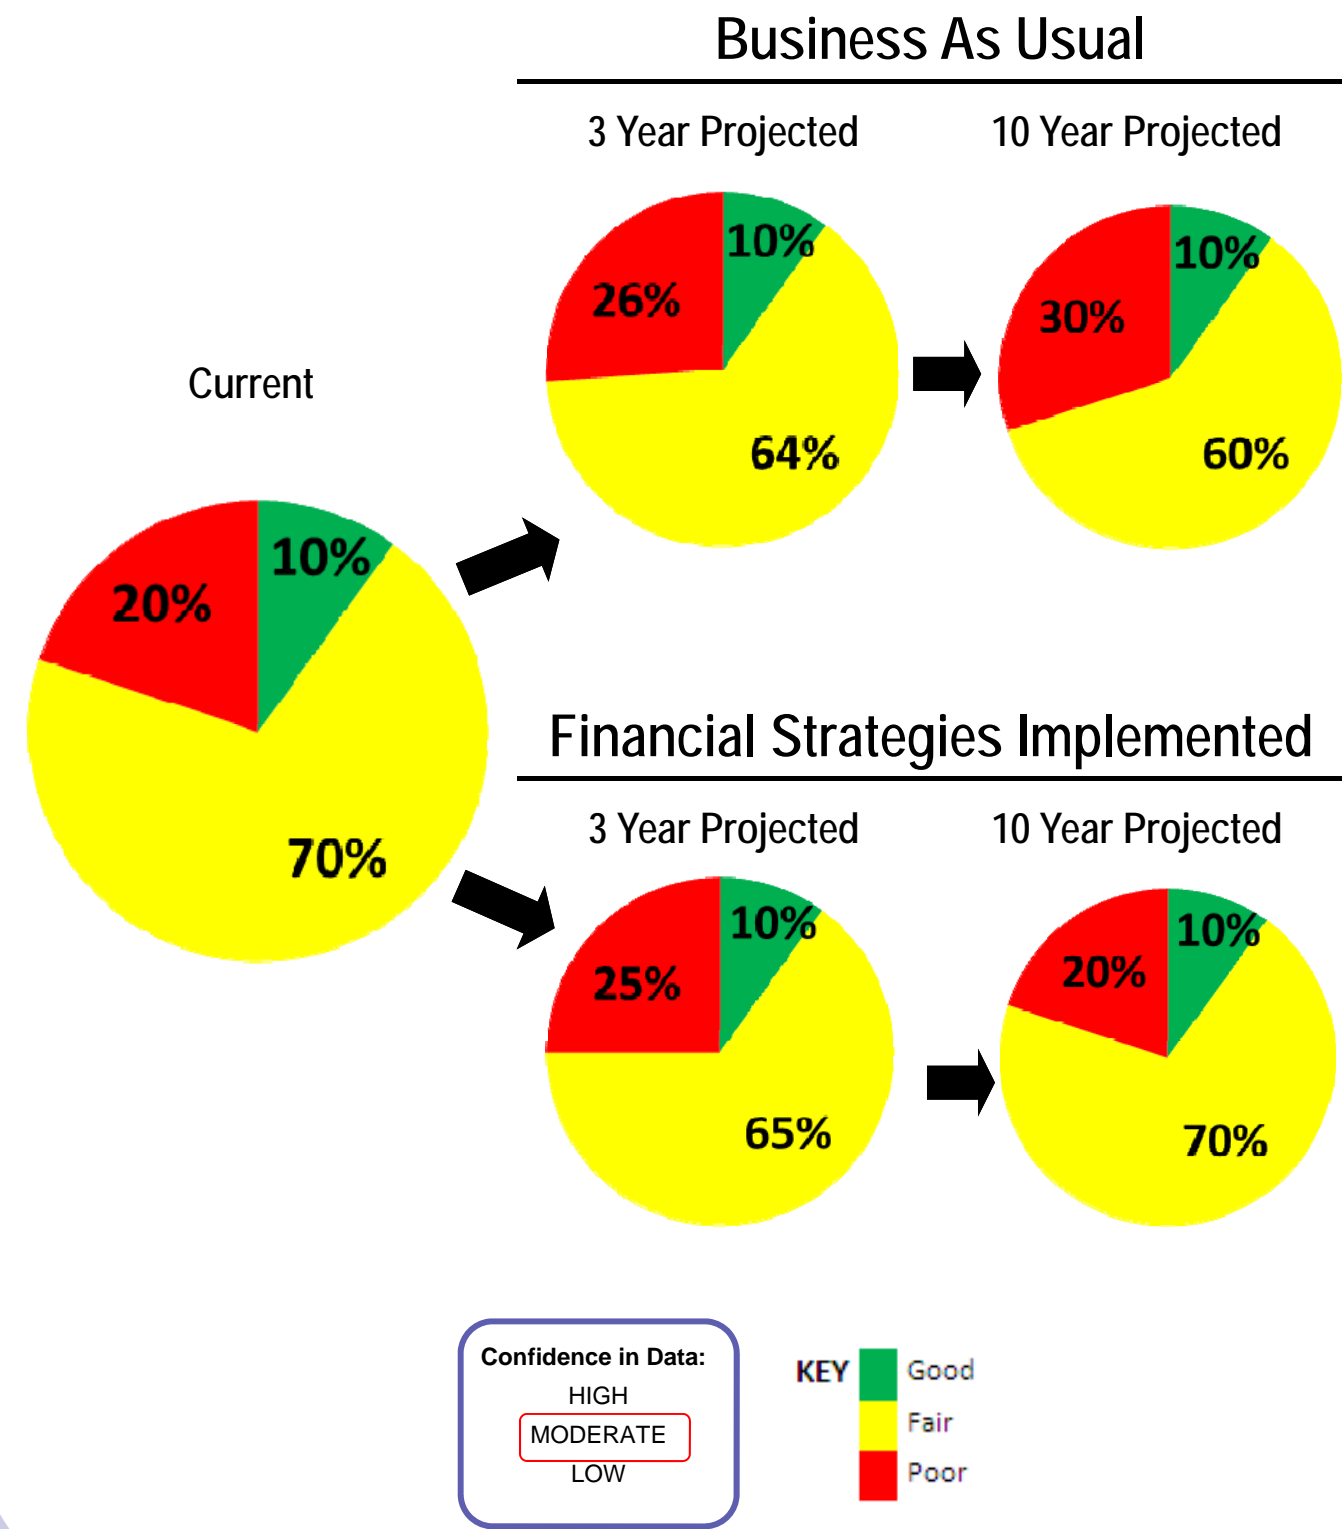 Business As Usual
3 Year Projected
10 Year Projected
10%
26%
64%
10%
30%
60%
Current
10%
20%
70%
Financial Strategies Implemented
3 Year Projected
10 Year Projected
10%
25%
65%
10%
20%
70%
Confidence in Data:
HIGH
MODERATE
LOW
KEY
Good
Fair
Poor